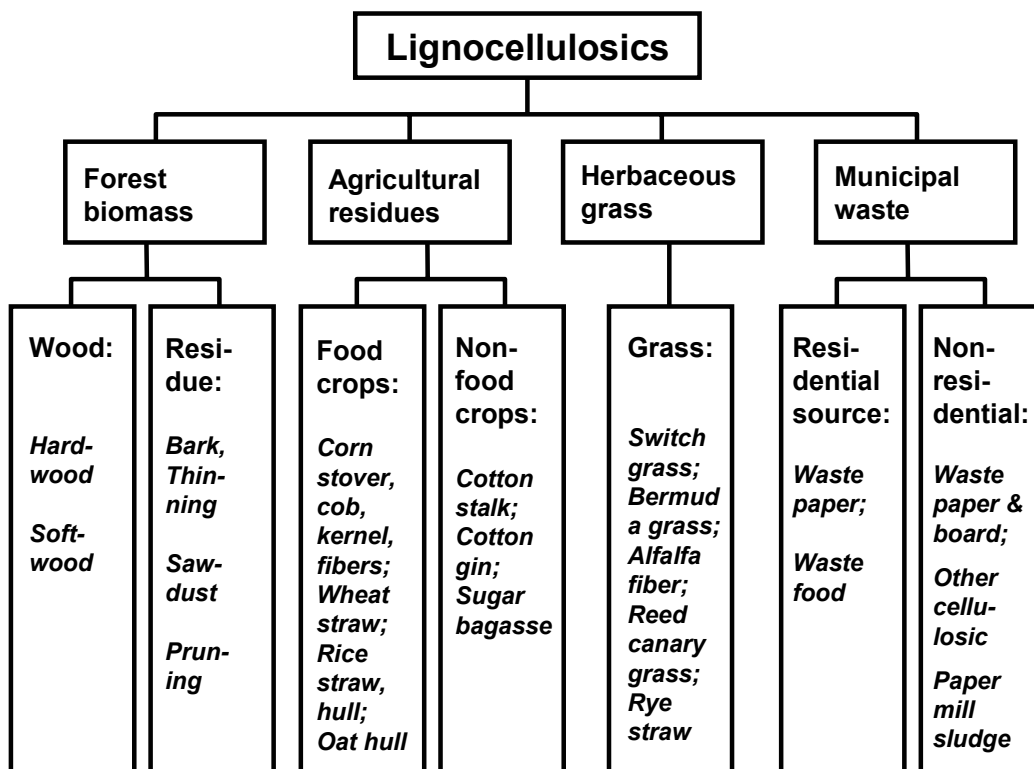 Lignocellulosics
Forest
biomass
Agricultural
residues
Herbaceous
grass
Municipal
waste
Wood:
Hard-
wood
Soft-
wood
Resi-
due:
Bark,
Thin-
ning
Saw-
dust
Prun-
ing
Food
crops:
Corn
stover,
cob,
kernel,
fibers;
Wheat
straw;
Rice
straw,
hull;
Oat hull
Non-
food
crops:
Cotton
stalk;
Cotton
gin;
Sugar
bagasse
Grass:
Switch
grass;
Bermud
a grass;
Alfalfa
fiber;
Reed
canary
grass;
Rye
straw
Resi-
dential
source:
Waste
paper;
Waste
food
Non-
resi-
dential:
Waste
paper &
board;
Other
cellu-
losic
Paper
mill
sludge